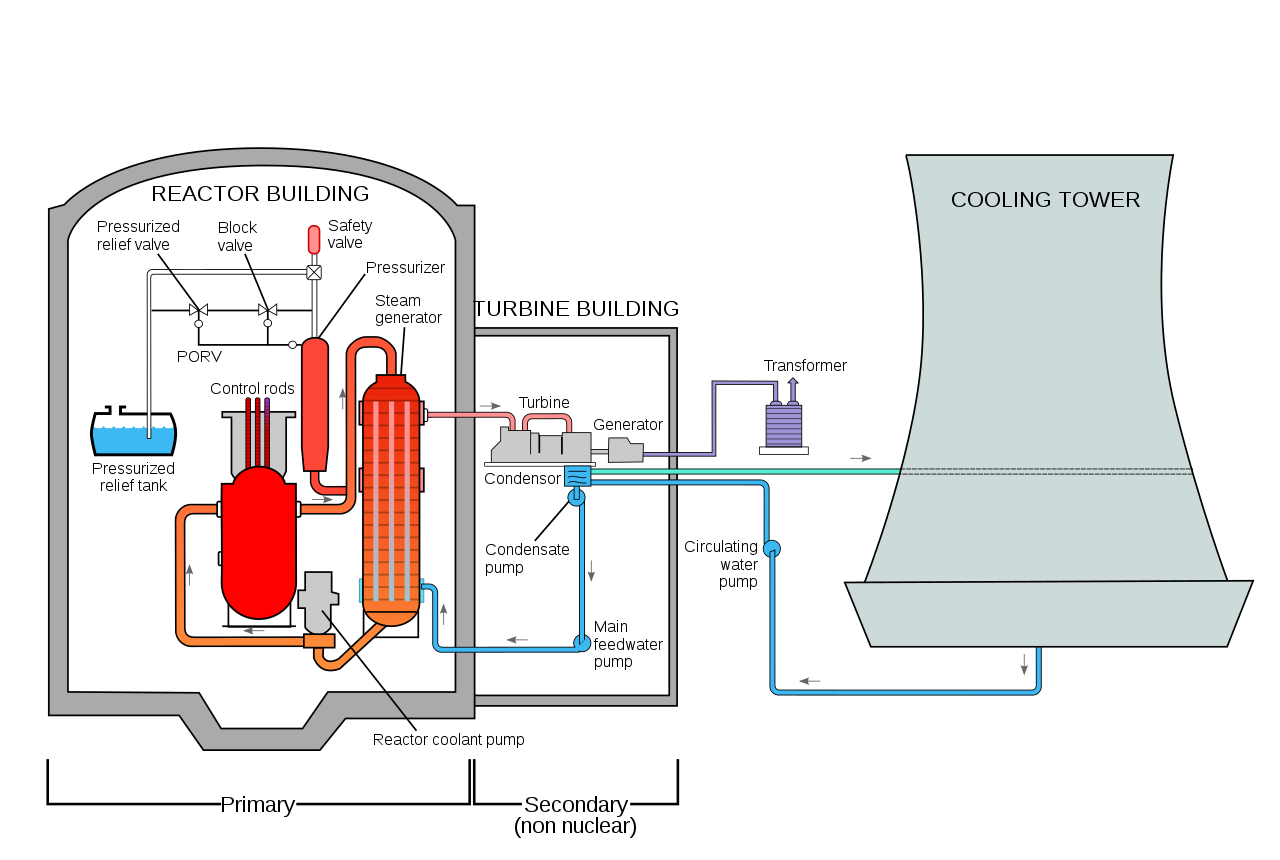 REACTOR BUILDING
Pressurized
relief valve
Block
valve
Safety
valve
Pressurizer
Steam
generator
PORV
Control rods
Pressurized
relief tank
Reactor coolant pump
TURBINE BUILDING
Turbine
Generator
Condensor
Condensate
pump
Main
feedwater
pump
Transformer
Circulating
water
pump
COOLING TOWER
Primary
Secondary
(non nuclear)